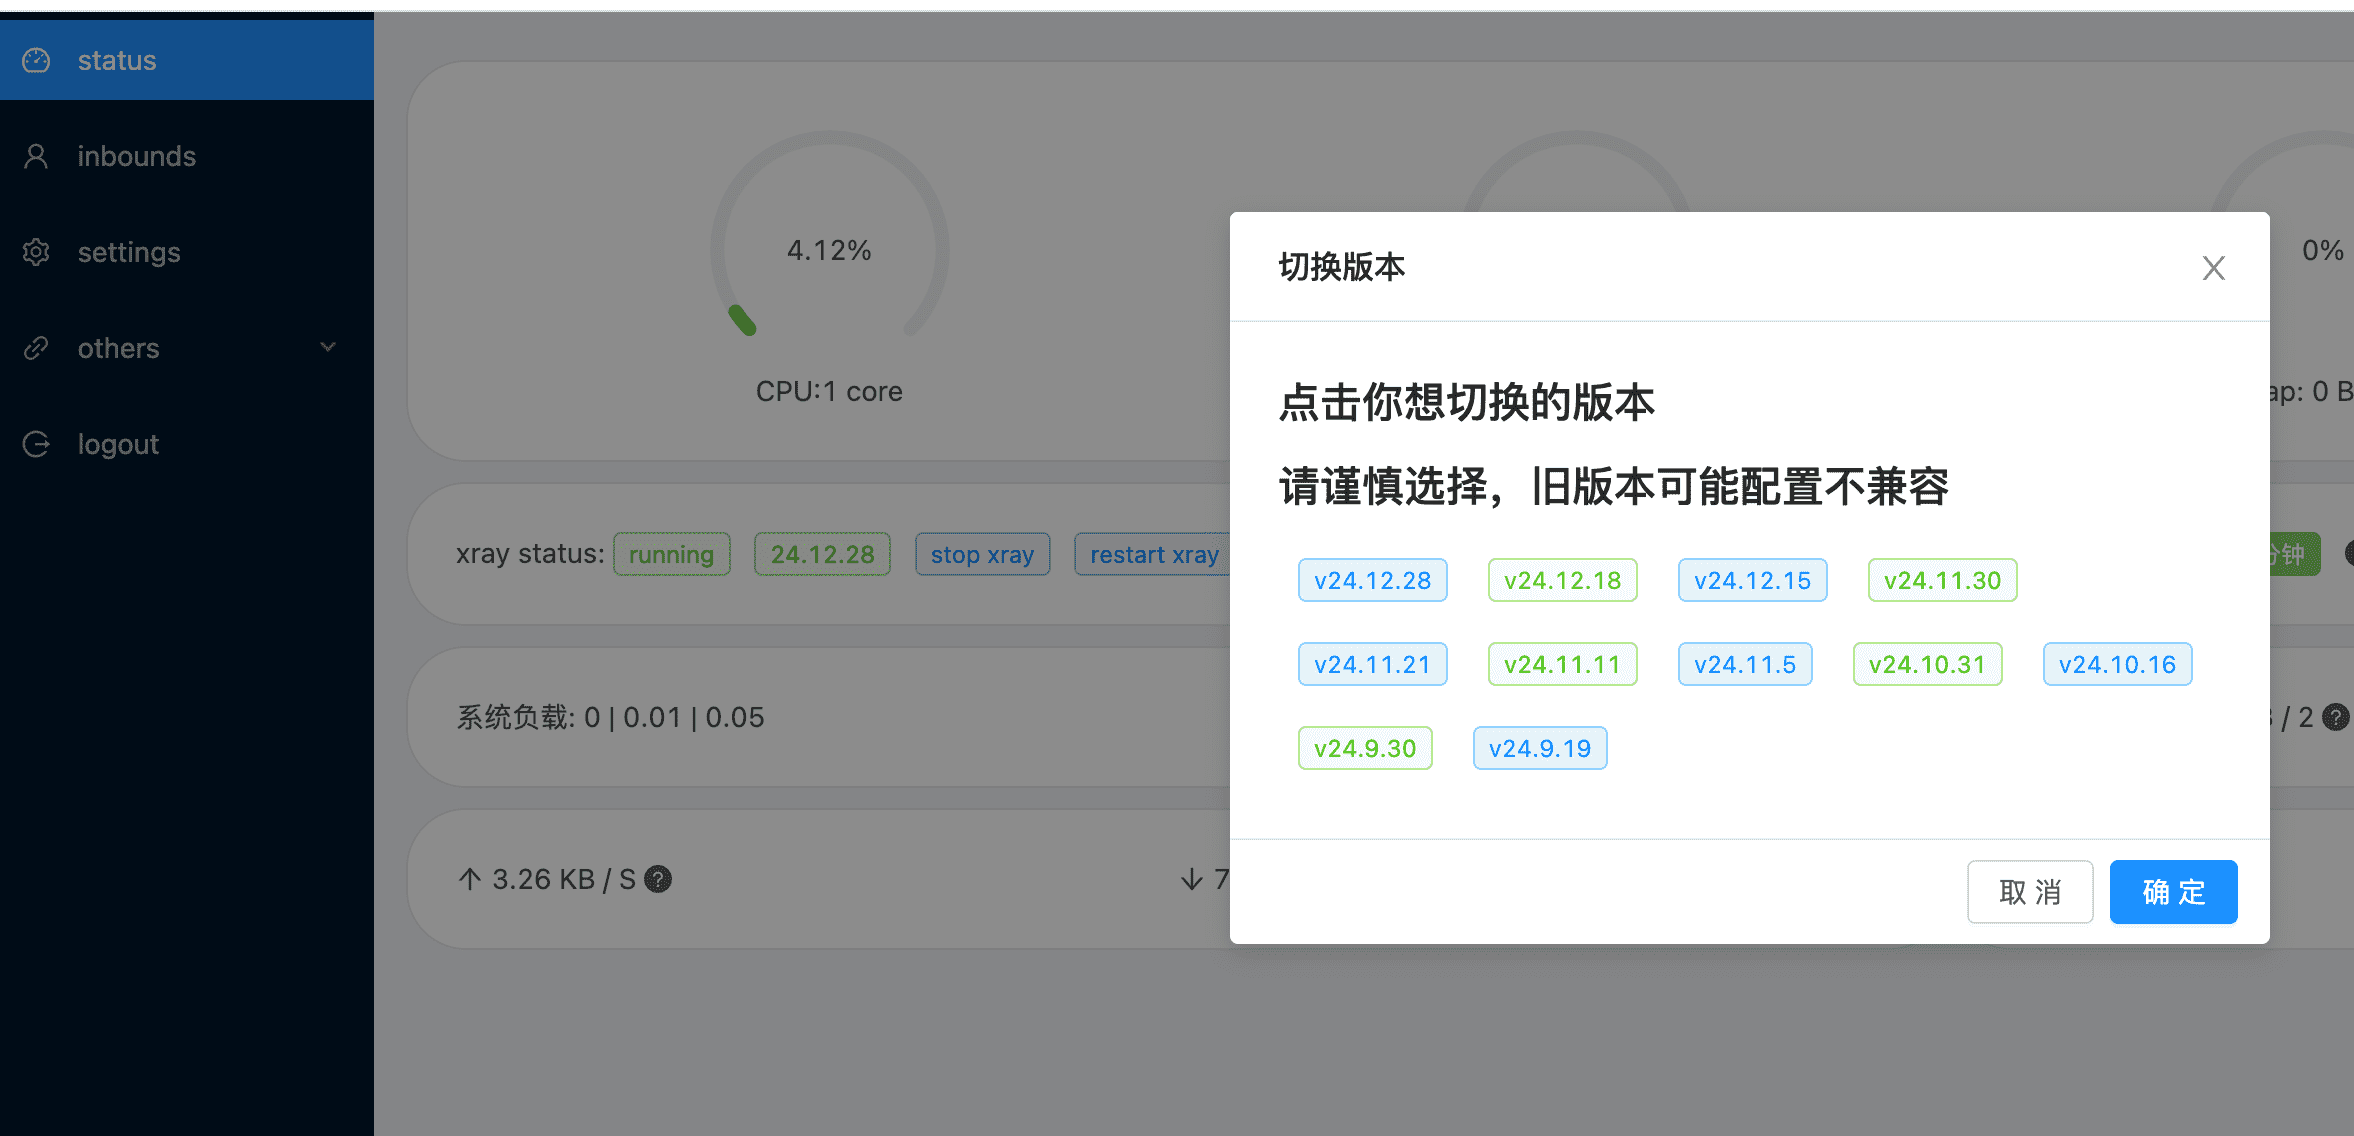 status
inbounds
settings
others
logout
4.12%
CPU:1 core
0%
ap: 0 B
xray status: running 24.12.28 stop xray restart xray
分钟
系统负载: 0 | 0.01 | 0.05
/ 2
3.26 KB / S
7
切换版本
点击你想切换的版本
请谨慎选择，旧版本可能配置不兼容
v24.12.28 v24.12.18 v24.12.15 v24.11.30
v24.11.21 v24.11.11 v24.11.5 v24.10.31 v24.10.16
v24.9.30 v24.9.19
取 消 确 定